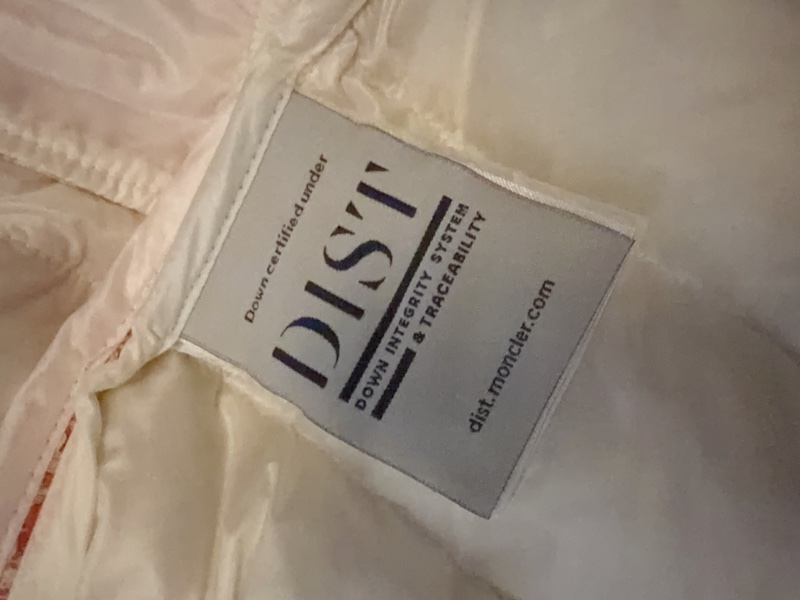 Down certified under
DIST
DOWN INTEGRITY SYSTEM
& TRACEABILITY
dist.moncler.com